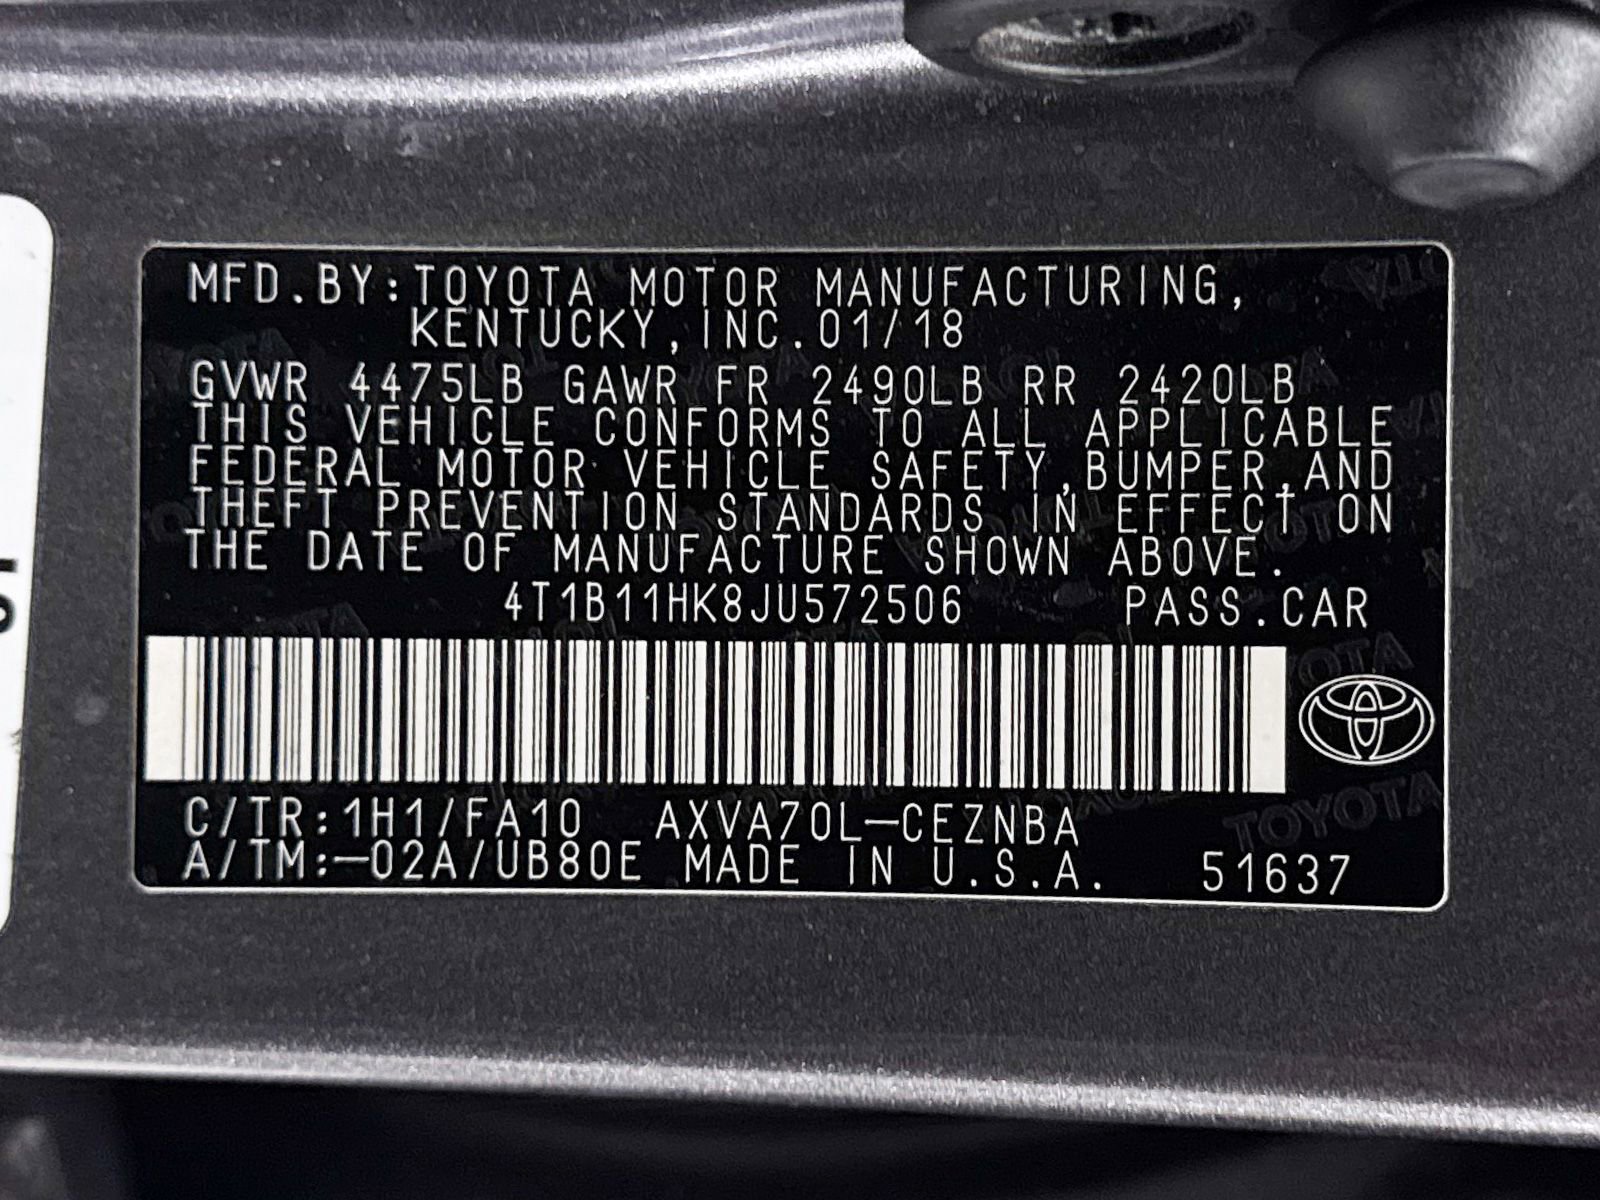 MFD.BY:TOYOTA MOTOR MANUFACTURING,
KENTUCKY,INC.01/18
GVWR 4475LB GAWR FR 2490LB RR 2420LB
THIS VEHICLE CONFORMS TO ALL APPLICABLE
FEDERAL MOTOR VEHICLE SAFETY,BUMPER,AND
THEFT PREVENTION STANDARDS IN EFFECT ON
THE DATE OF MANUFACTURE SHOWN ABOVE.
4T1B11HK8JU572506 PASS.CAR
C/TR:1H1/FA10 AXVA70L-CEZNBA
A/TM:-02A/UB80E MADE IN U.S.A. 51637